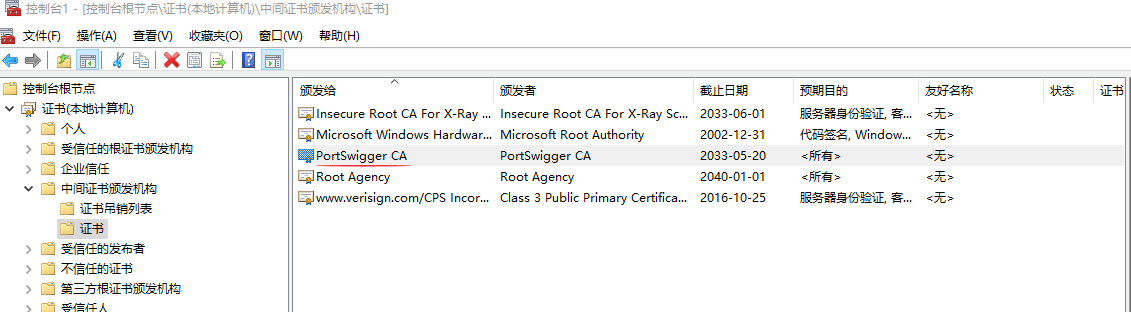 控制台1 - [控制台根节点\证书(本地计算机)\中间证书颁发机构\证书]
文件(F) 操作(A) 查看(V) 收藏夹(O) 窗口(W) 帮助(H)
控制台根节点
证书(本地计算机)
个人
受信任的根证书颁发机构
企业信任
中间证书颁发机构
证书吊销列表
证书
受信任的发布者
不信任的证书
第三方根证书颁发机构
受信任人
颁发给 颁发者 截止日期 预期目的 友好名称 状态 证书
Insecure Root CA For X-Ray ... Insecure Root CA For X-Ray Sc... 2033-06-01 服务器身份验证, 客... <无>
Microsoft Windows Hardwar... Microsoft Root Authority 2002-12-31 代码签名, Window... <无>
PortSwigger CA PortSwigger CA 2033-05-20 <所有> <无>
Root Agency Root Agency 2040-01-01 <所有> <无>
www.verisign.com/CPS Incor... Class 3 Public Primary Certifica... 2016-10-25 服务器身份验证, 客... <无>